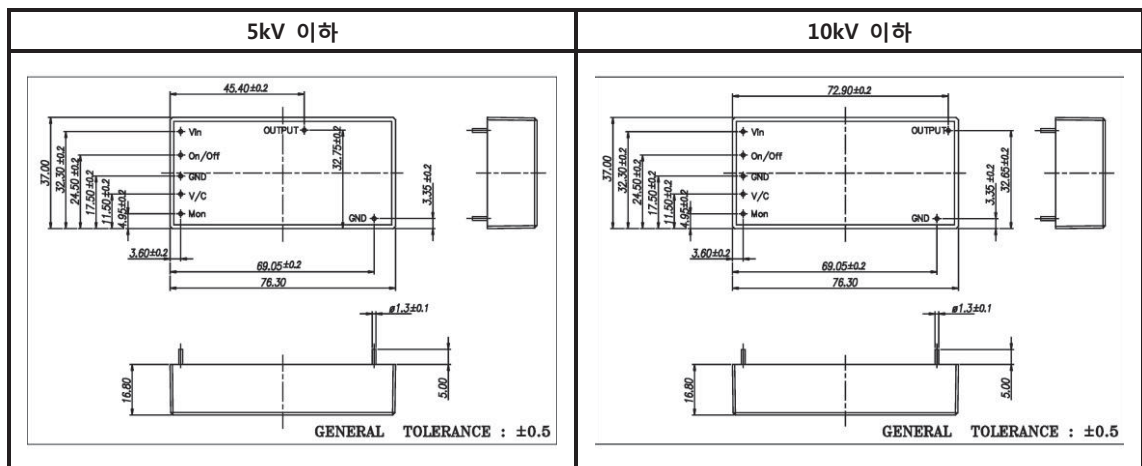 5kV 이하
45.40±0.2
Vin
OUTPUT
On/Off
GND
V/C
Mon
GND
37.00
32.30 ±0.2
24.50 ±0.2
17.50±0.2
11.50±0.2
4.95±0.2
32.75±0.2
3.35 ±0.2
3.60±0.2
69.05±0.2
76.30
ø1.3±0.1
16.80
5.00
GENERAL TOLERANCE : ±0.5
10kV 이하
72.90±0.2
Vin
OUTPUT
On/Off
GND
V/C
Mon
GND
37.00
32.30 ±0.2
24.50 ±0.2
17.50±0.2
11.50±0.2
4.95±0.2
3.35 ±0.2
32.65±0.2
3.60±0.2
69.05±0.2
76.30
ø1.3±0.1
16.80
5.00
GENERAL TOLERANCE : ±0.5